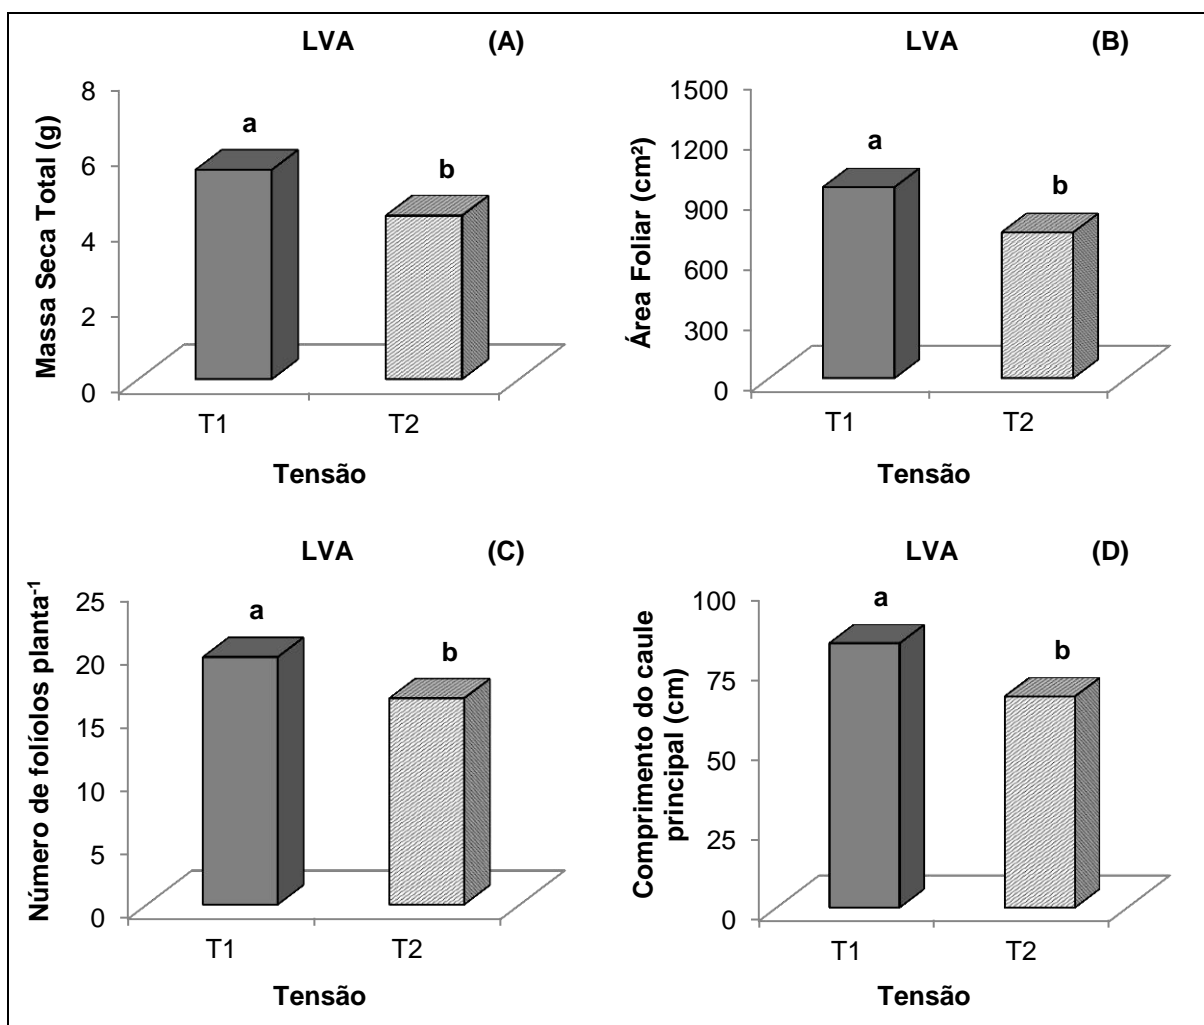 LVA (A)
Massa Seca Total (g)
8
6
4
2
0
a
b
T1 T2
Tensão
LVA (B)
Área Foliar (cm²)
1500
1200
900
600
300
0
a
b
T1 T2
Tensão
LVA (C)
Número de folíolos planta⁻¹
25
20
15
10
5
0
a
b
T1 T2
Tensão
LVA (D)
Comprimento do caule
principal (cm)
100
75
50
25
0
a
b
T1 T2
Tensão